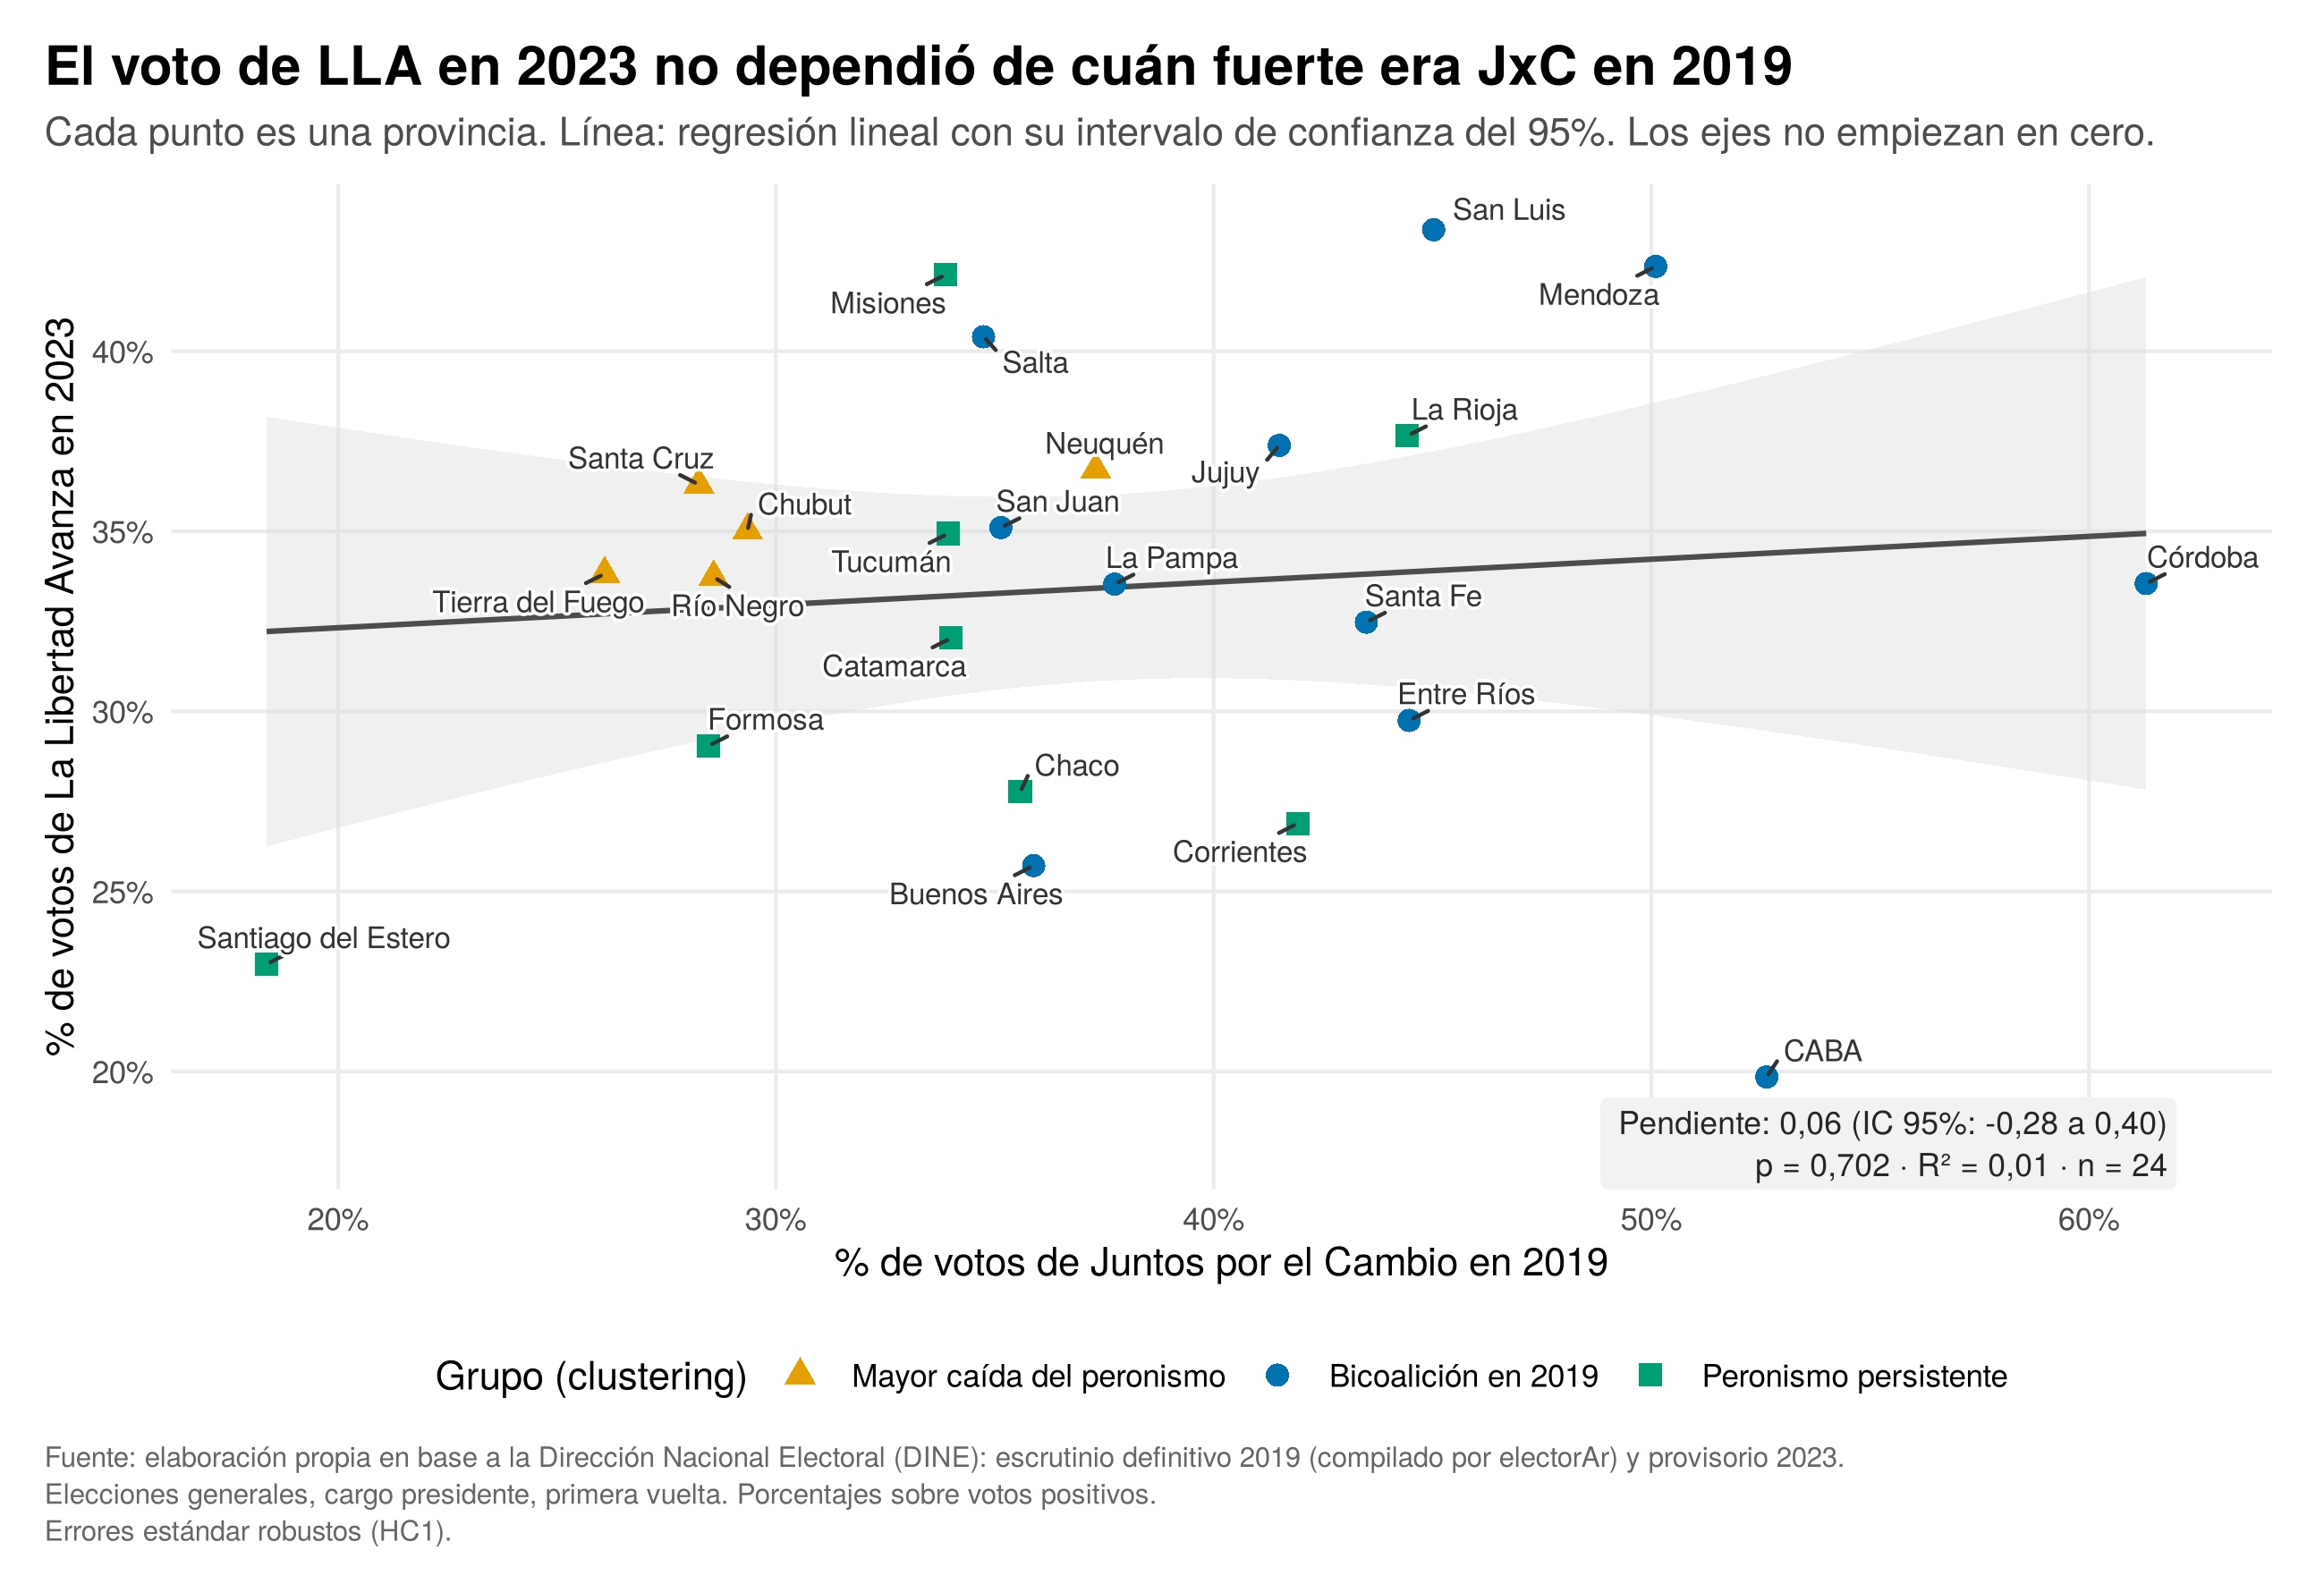 El voto de LLA en 2023 no dependió de cuán fuerte era JxC en 2019
Cada punto es una provincia. Línea: regresión lineal con su intervalo de confianza del 95%. Los ejes no empiezan en cero.
% de votos de La Libertad Avanza en 2023
40%
35%
30%
25%
20%
San Luis
Mendoza
Misiones
Salta
La Rioja
Neuquén
Jujuy
Santa Cruz
Chubut
San Juan
Tucumán
La Pampa
Córdoba
Tierra del Fuego
Río Negro
Santa Fe
Catamarca
Entre Ríos
Formosa
Chaco
Corrientes
Buenos Aires
Santiago del Estero
CABA
Pendiente: 0,06 (IC 95%: -0,28 a 0,40)
p = 0,702 · R² = 0,01 · n = 24
20%
30%
40%
50%
60%
% de votos de Juntos por el Cambio en 2019
Grupo (clustering)
Mayor caída del peronismo
Bicoalición en 2019
Peronismo persistente
Fuente: elaboración propia en base a la Dirección Nacional Electoral (DINE): escrutinio definitivo 2019 (compilado por electorAr) y provisorio 2023.
Elecciones generales, cargo presidente, primera vuelta. Porcentajes sobre votos positivos.
Errores estándar robustos (HC1).